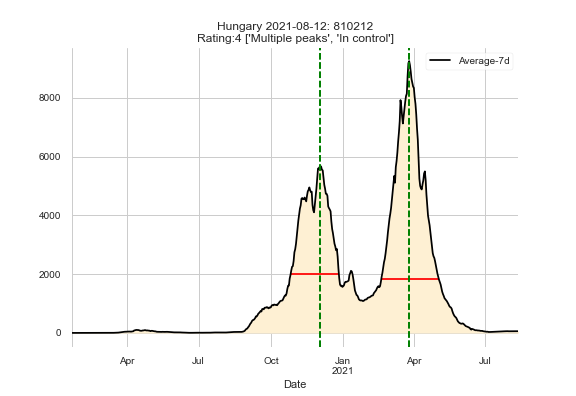 Hungary 2021-08-12: 810212
Rating:4 ['Multiple peaks', 'In control']
Average-7d
8000
6000
4000
2000
0
Apr Jul Oct Jan Apr Jul
2021
Date